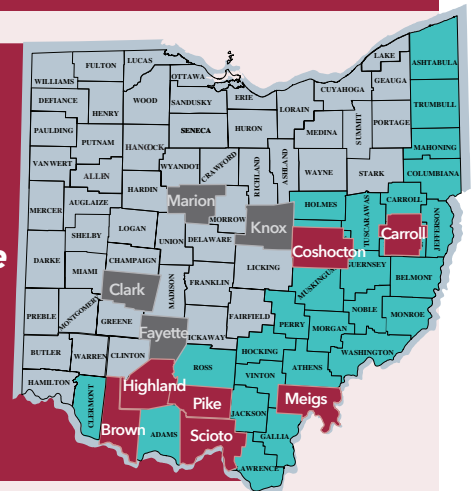 LAKE
ASHTABULA
LUCAS
FULTON
WILLIAMS
OTTAWA
GEAUGA
CUYAHOGA
DEFIANCE
WOOD
SANDUSKY
ERIE
TRUMBULL
HENRY
LORAIN
PORTAGE
SUMMIT
PAULDING
SENECA
HURON
MEDINA
PUTNAM
MAHONING
HANCOCK
VAN WERT
WYANDOT
CRAWFORD
RICHLAND
ASHLAND
WAYNE
STARK
COLUMBIANA
ALLIN
HARDIN
Marion
HOLMES
CARROLL
MERCER
AUGLAIZE
MORROW
Knox
TUSCARAWAS
Carroll
JEFFERSON
SHELBY
LOGAN
UNION
DELAWARE
Coshocton
e
DARKE
CHAMPAIGN
LICKING
GUERNSEY
MIAMI
MUSKINGUM
BELMONT
Clark
MADISON
FRANKLIN
NOBLE
MONROE
PREBLE
MONTGOMERY
GREENE
Fayette
FAIRFIELD
PERRY
MORGAN
ICKAWAY
WASHINGTON
BUTLER
WARREN
CLINTON
HOCKING
ROSS
ATHENS
VINTON
HAMILTON
Highland
CLERMONT
Pike
Meigs
JACKSON
Brown
ADAMS
Scioto
GALLIA
LAWRENCE